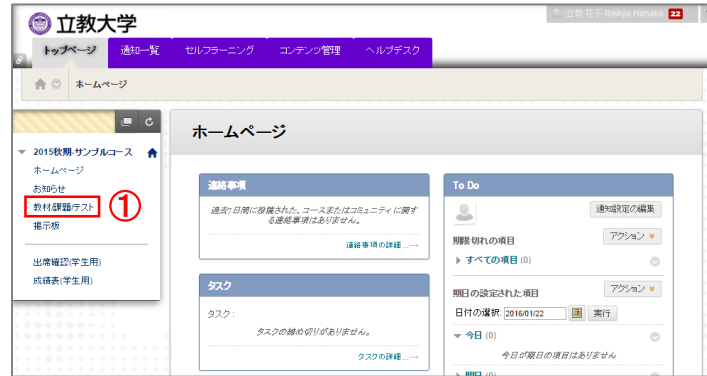 立教大学
立教 花子 Rikkyo Hanako 22
トップページ 通知一覧 セルフラーニング コンテンツ管理 ヘルプデスク
ホームページ
2015秋期-サンプルコース
ホームページ
お知らせ
教材/課題/テスト
①
掲示板
出席確認(学生用)
成績表(学生用)
ホームページ
連絡事項
過去7日間に投稿された、コースまたはコミュニティに関す
る連絡事項はありません。
連絡事項の詳細...→
タスク
タスク:
タスクの締め切りがありません。
タスクの詳細...→
To Do
通知設定の編集
期限切れの項目
アクション
すべての項目 (0)
期日の設定された項目
アクション
日付の選択: 2016/01/22 実行
今日 (0)
今日が期日の項目はありません
期日 (0)